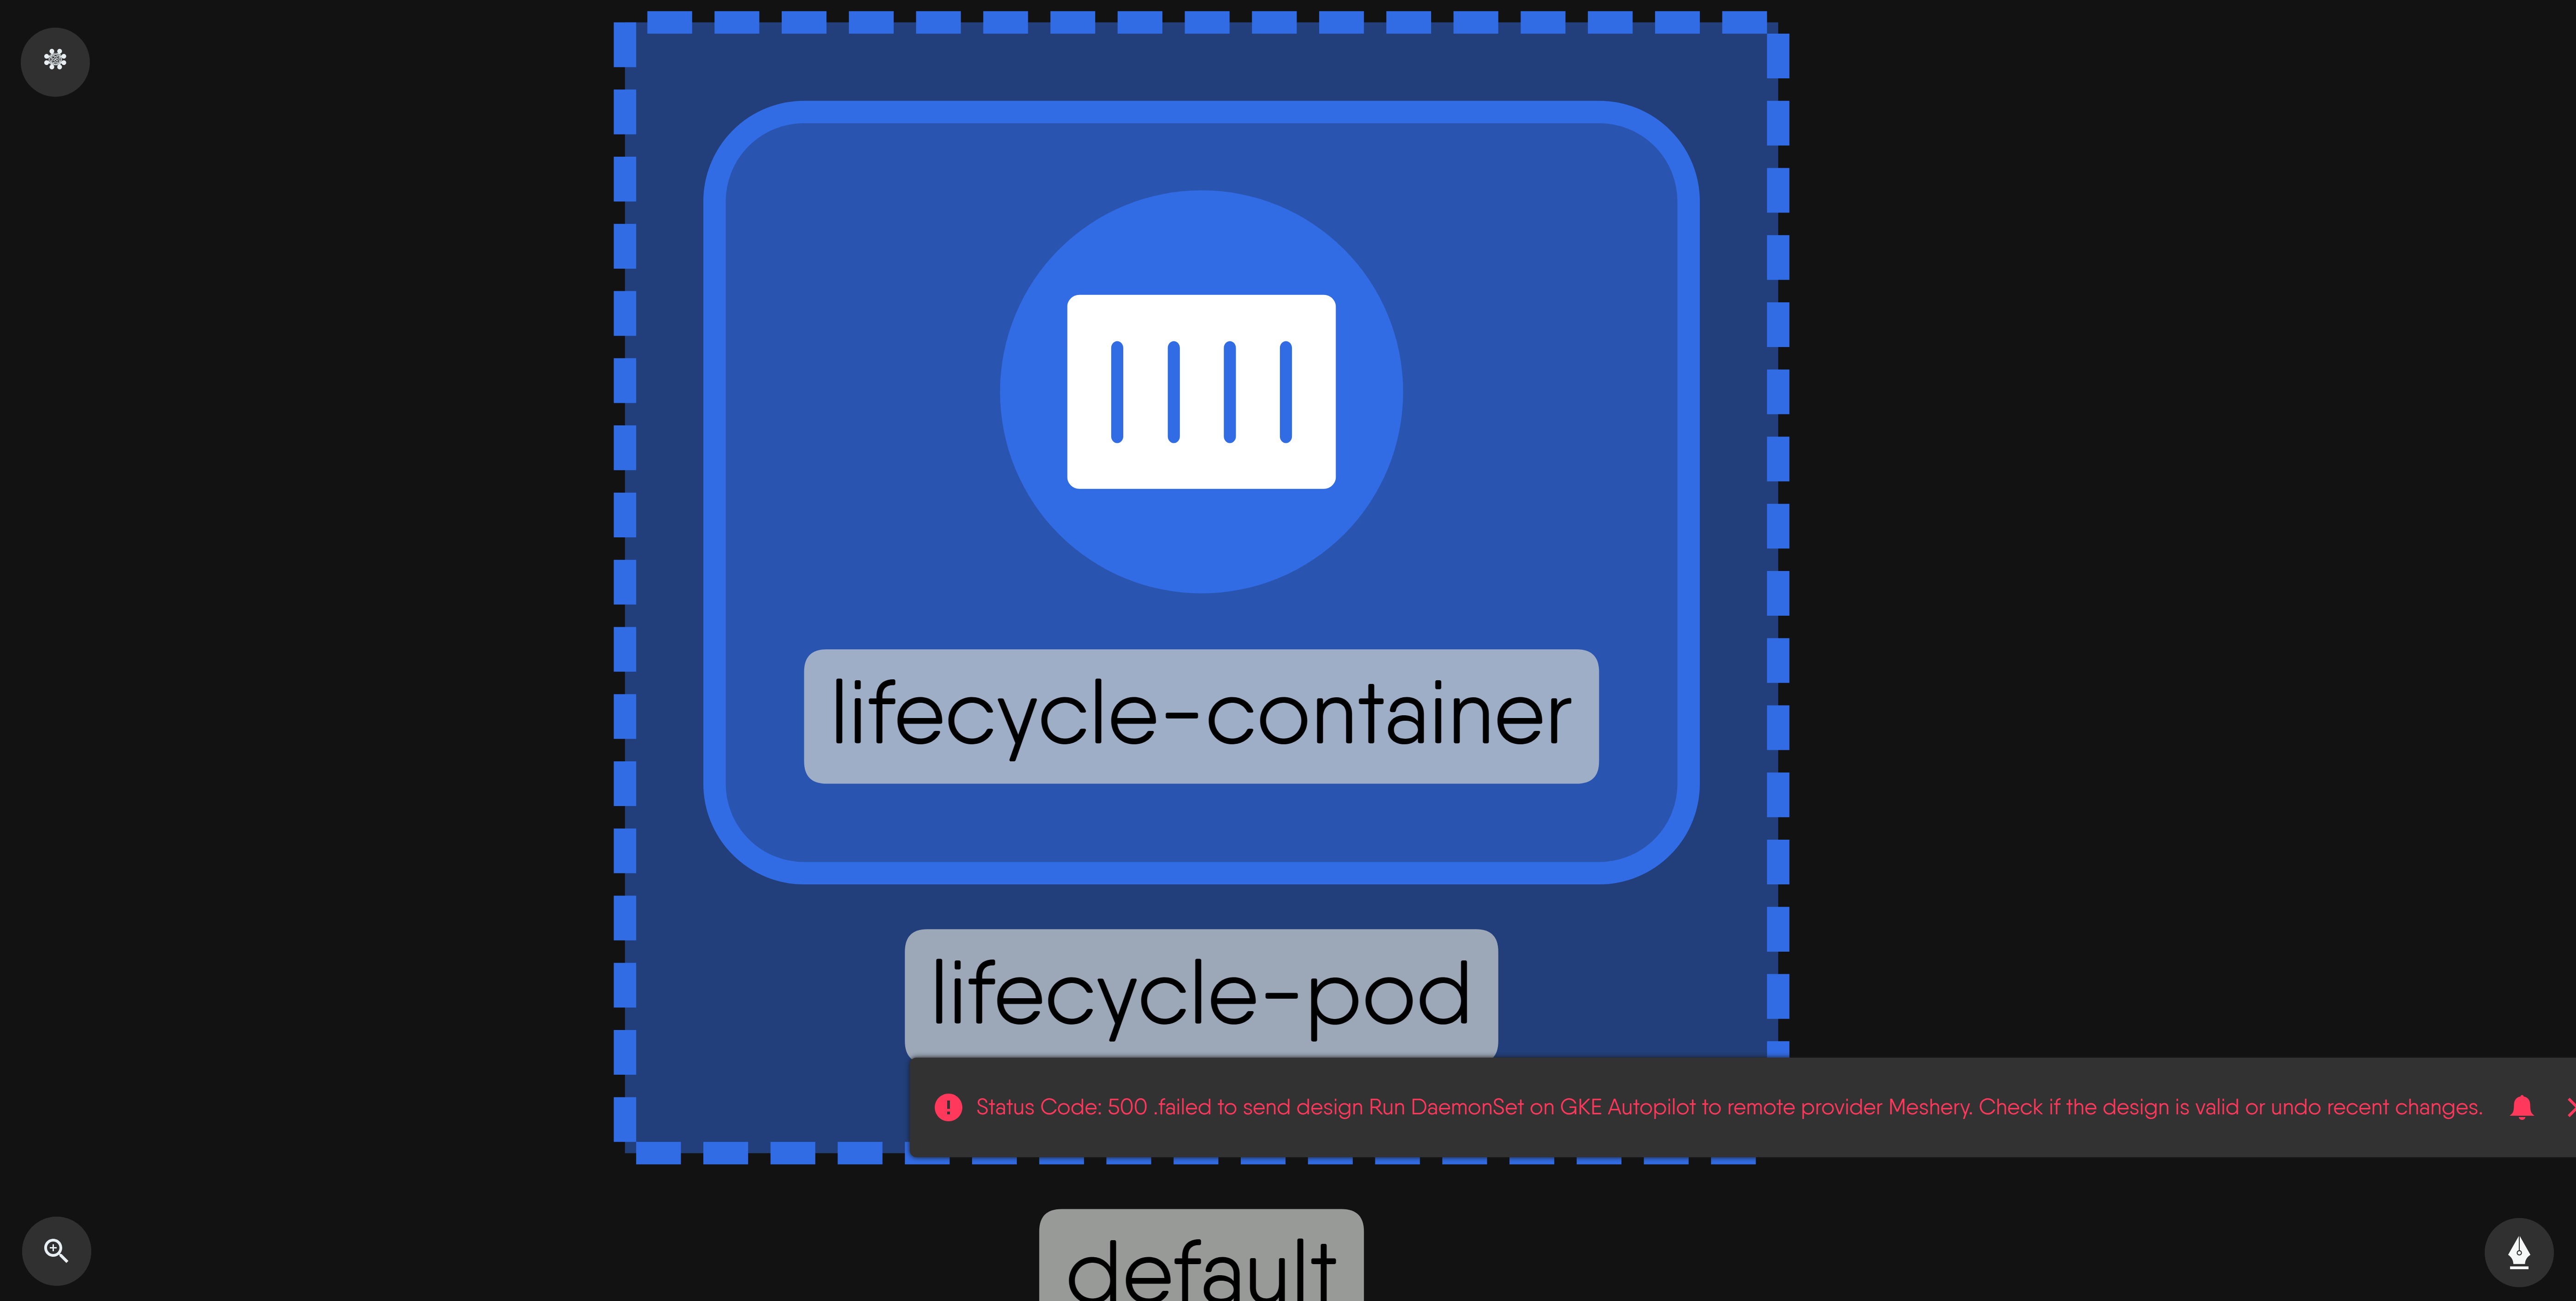 lifecycle-container
lifecycle-pod
Status Code: 500 .failed to send design Run DaemonSet on GKE Autopilot to remote provider Meshery. Check if the design is valid or undo recent changes.
default